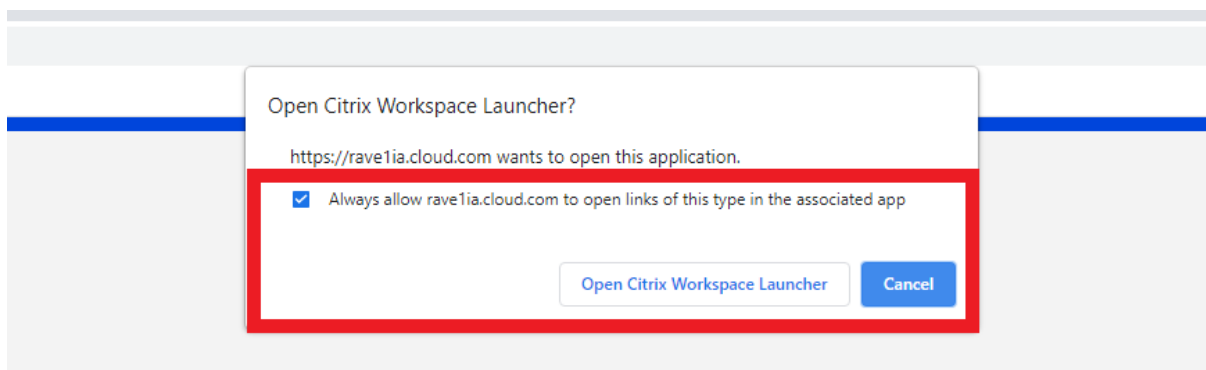 Open Citrix Workspace Launcher?
https://rave1ia.cloud.com wants to open this application.
Always allow rave1ia.cloud.com to open links of this type in the associated app
Open Citrix Workspace Launcher
Cancel